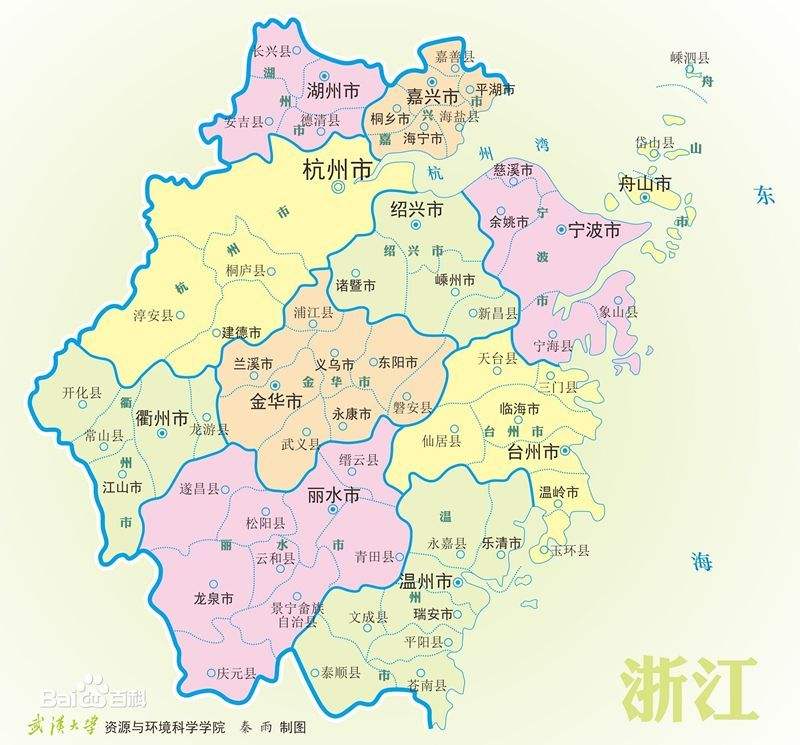 长兴县
湖州市
湖州市
安吉县
德清县
嘉善县
嘉兴市
平湖市
桐乡市
海盐县
海宁市
嘉兴市
嵊泗县
舟山市
岱山县
舟山市
杭州湾
东海
杭州市
杭州市
桐庐县
淳安县
建德市
绍兴市
绍兴市
诸暨市
嵊州市
新昌县
慈溪市
余姚市
宁波市
宁波市
象山县
宁海县
浦江县
兰溪市
义乌市
东阳市
金华市
金华市
磐安县
永康市
武义县
天台县
三门县
临海市
台州市
仙居县
台州市
温岭市
玉环县
开化县
衢州市
衢州市
龙游县
常山县
江山市
缙云县
遂昌县
丽水市
松阳县
丽水市
云和县
青田县
龙泉市
景宁畲族
自治县
庆元县
温州市
永嘉县
乐清市
温州市
瑞安市
文成县
平阳县
泰顺县
苍南县
浙江
Bai百科
武汉大学 资源与环境科学学院 秦雨 制图